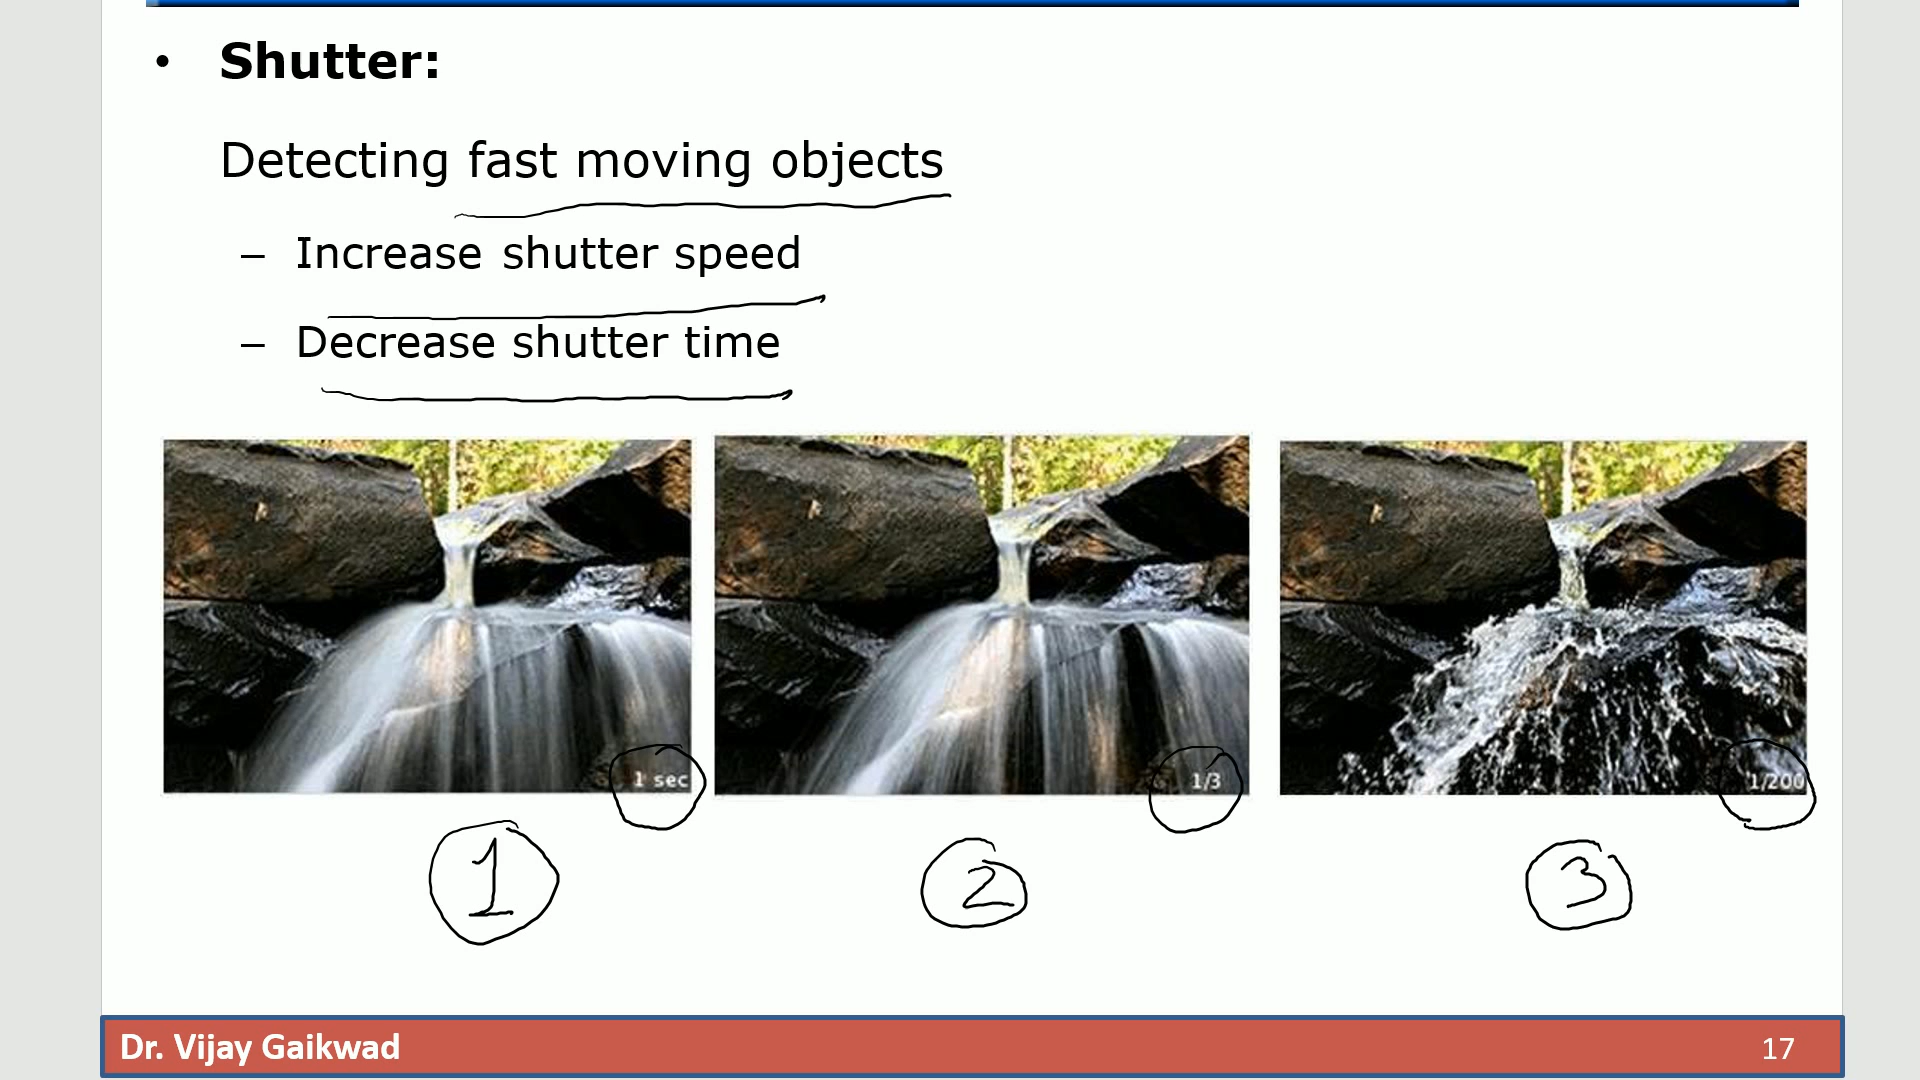 • Shutter:
Detecting fast moving objects
– Increase shutter speed
– Decrease shutter time
1 sec
1/3
1/200
1
2
3
Dr. Vijay Gaikwad
17